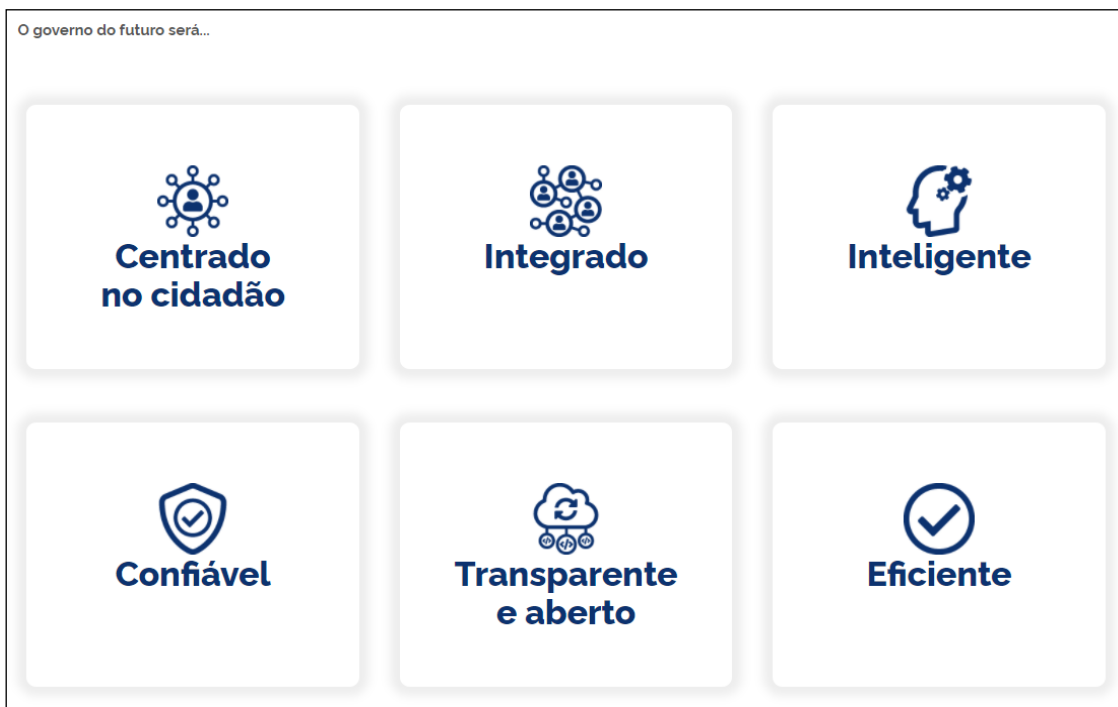 O governo do futuro será...
Centrado
no cidadão
Integrado
Inteligente
Confiável
Transparente
e aberto
Eficiente